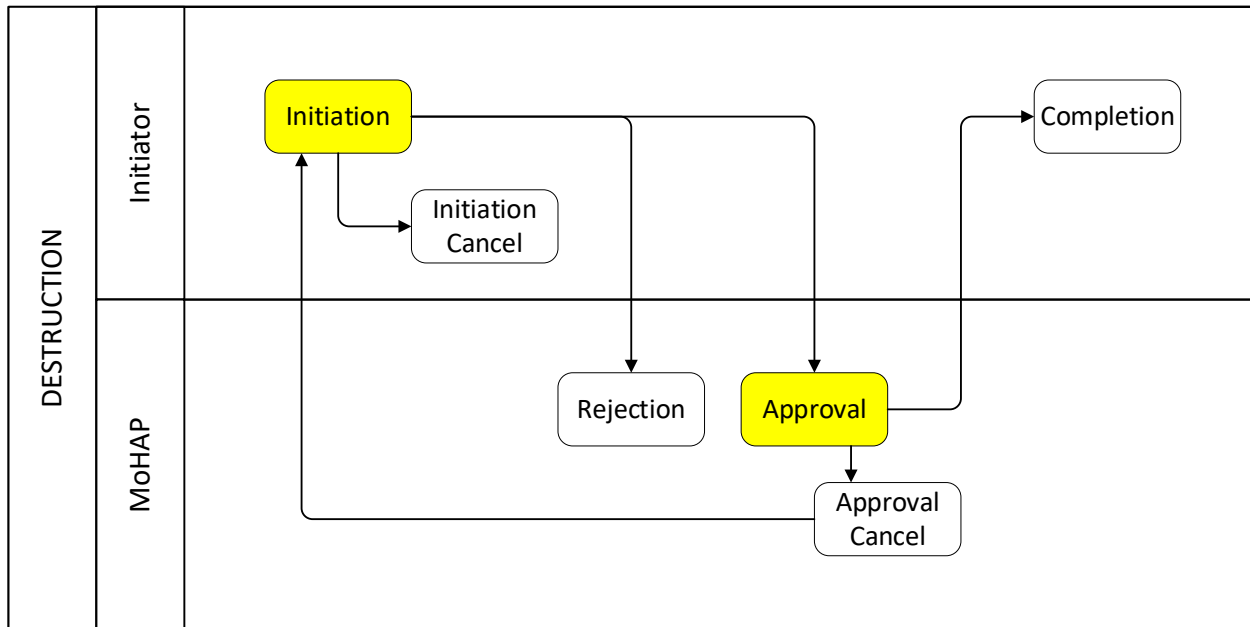 DESTRUCTION
Initiator
Initiation
Completion
Initiation
Cancel
MoHAP
Rejection
Approval
Approval
Cancel